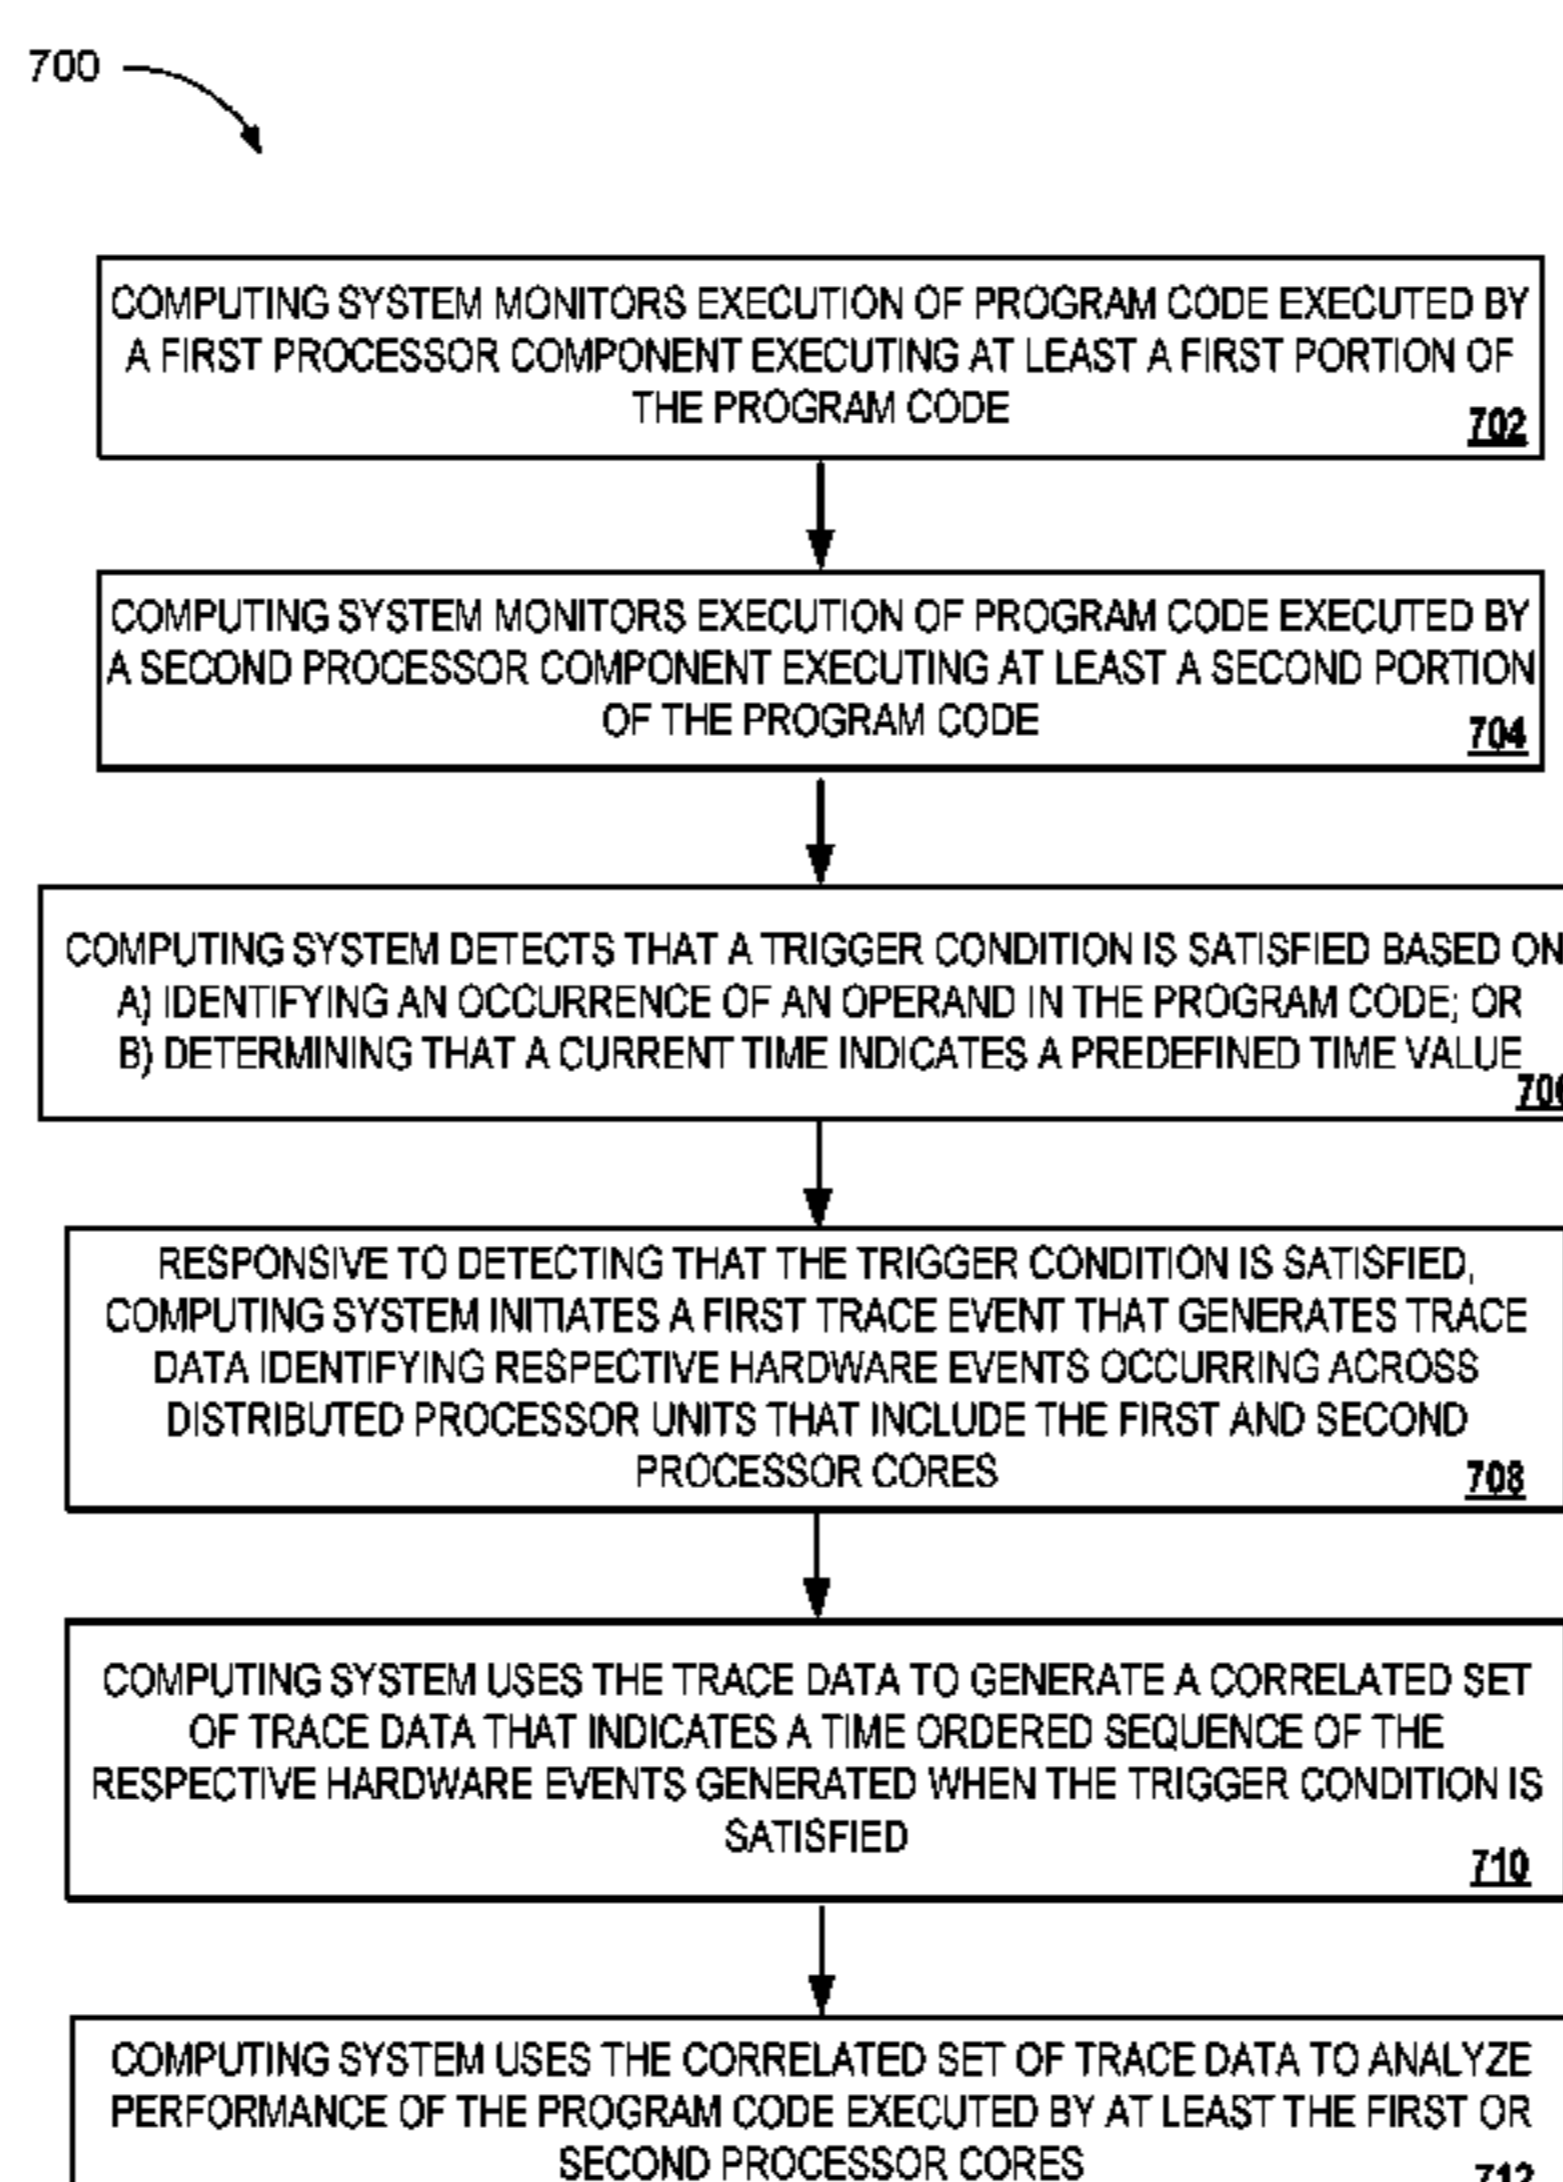 700
COMPUTING SYSTEM MONITORS EXECUTION OF PROGRAM CODE EXECUTED BY
A FIRST PROCESSOR COMPONENT EXECUTING AT LEAST A FIRST PORTION OF
THE PROGRAM CODE
702
COMPUTING SYSTEM MONITORS EXECUTION OF PROGRAM CODE EXECUTED BY
A SECOND PROCESSOR COMPONENT EXECUTING AT LEAST A SECOND PORTION
OF THE PROGRAM CODE
704
COMPUTING SYSTEM DETECTS THAT A TRIGGER CONDITION IS SATISFIED BASED ON
A) IDENTIFYING AN OCCURRENCE OF AN OPERAND IN THE PROGRAM CODE; OR
B) DETERMINING THAT A CURRENT TIME INDICATES A PREDEFINED TIME VALUE
706
RESPONSIVE TO DETECTING THAT THE TRIGGER CONDITION IS SATISFIED,
COMPUTING SYSTEM INITIATES A FIRST TRACE EVENT THAT GENERATES TRACE
DATA IDENTIFYING RESPECTIVE HARDWARE EVENTS OCCURRING ACROSS
DISTRIBUTED PROCESSOR UNITS THAT INCLUDE THE FIRST AND SECOND
PROCESSOR CORES
708
COMPUTING SYSTEM USES THE TRACE DATA TO GENERATE A CORRELATED SET
OF TRACE DATA THAT INDICATES A TIME ORDERED SEQUENCE OF THE
RESPECTIVE HARDWARE EVENTS GENERATED WHEN THE TRIGGER CONDITION IS
SATISFIED
710
COMPUTING SYSTEM USES THE CORRELATED SET OF TRACE DATA TO ANALYZE
PERFORMANCE OF THE PROGRAM CODE EXECUTED BY AT LEAST THE FIRST OR
SECOND PROCESSOR CORES
712